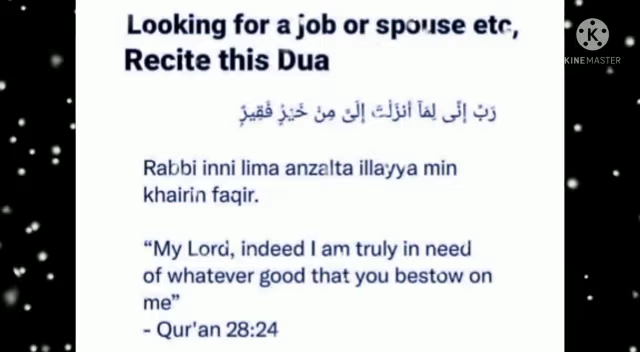 Looking for a job or spouse etc,
Recite this Dua
KINEMASTER
رَبِّ إِنِّى لِمَآ أَنزَلْتَ إِلَىَّ مِنْ خَيْرٍ فَقِيرٌ
Rabbi inni lima anzalta illayya min
khairin faqir.
“My Lord, indeed I am truly in need
of whatever good that you bestow on
me”
- Qur'an 28:24